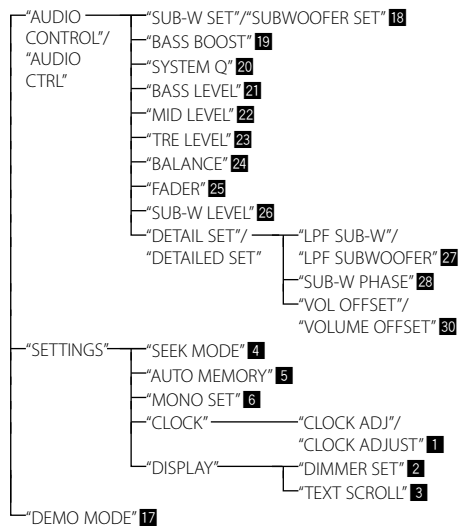 “AUDIO CONTROL”/ “AUDIO CTRL”
“SUB-W SET”/“SUBWOOFER SET” 18
“BASS BOOST” 19
“SYSTEM Q” 20
“BASS LEVEL” 21
“MID LEVEL” 22
“TRE LEVEL” 23
“BALANCE” 24
“FADER” 25
“SUB-W LEVEL” 26
“DETAIL SET”/
“DETAILED SET”
“LPF SUB-W”/
“LPF SUBWOOFER” 27
“SUB-W PHASE” 28
“VOL OFFSET”/
“VOLUME OFFSET” 30
“SETTINGS”
“SEEK MODE” 4
“AUTO MEMORY” 5
“MONO SET” 6
“CLOCK”
“CLOCK ADJ”/
“CLOCK ADJUST” 1
“DISPLAY”
“DIMMER SET” 2
“TEXT SCROLL” 3
“DEMO MODE” 17